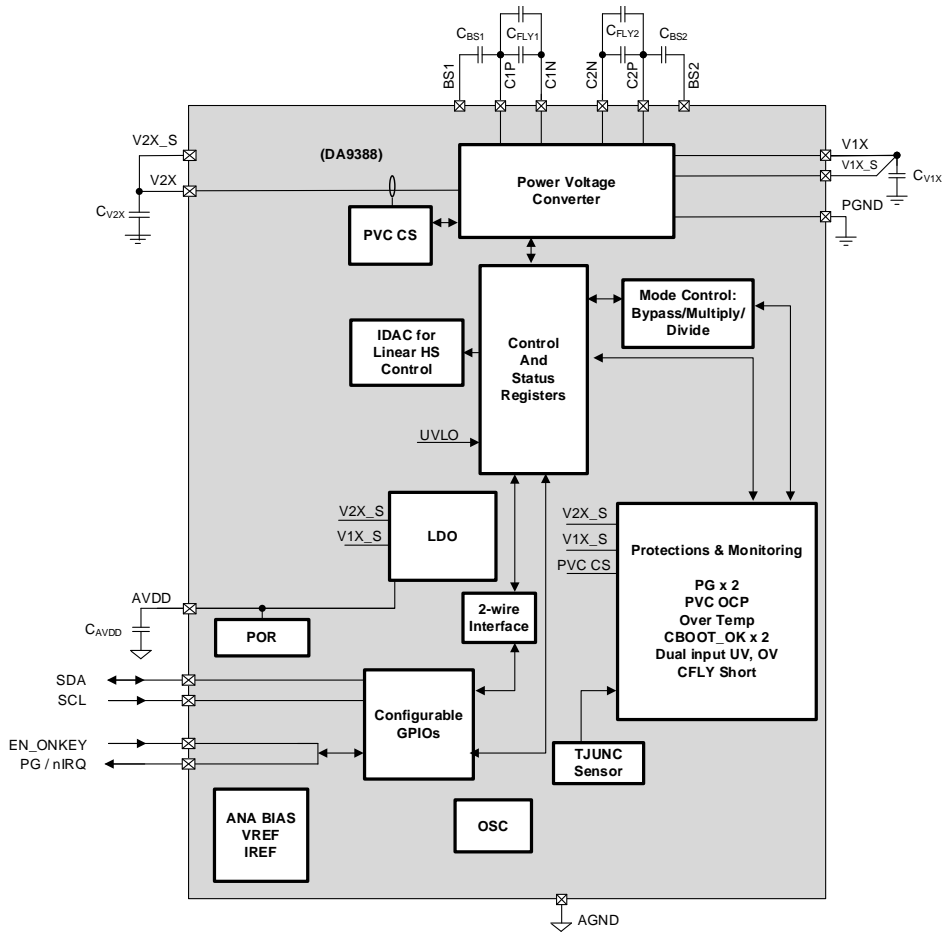 CBS1
CFLY1
CFLY2
CBS2
BS1
C1P
C1N
C2N
C2P
BS2
V2X_S
(DA9388)
V1X
V2X
V1X_S
CV1X
CV2X
PGND
Power Voltage
Converter
PVC CS
Mode Control:
Bypass/Multiply/
Divide
IDAC for
Linear HS
Control
Control
And
Status
Registers
UVLO
V2X_S
V1X_S
LDO
V2X_S
V1X_S
PVC CS
Protections & Monitoring
PG x 2
PVC OCP
Over Temp
CBOOT_OK x 2
Dual input UV, OV
CFLY Short
AVDD
CAVDD
POR
2-wire
Interface
SDA
SCL
Configurable
GPIOs
EN_ONKEY
PG / nIRQ
TJUNC
Sensor
ANA BIAS
VREF
IREF
OSC
AGND